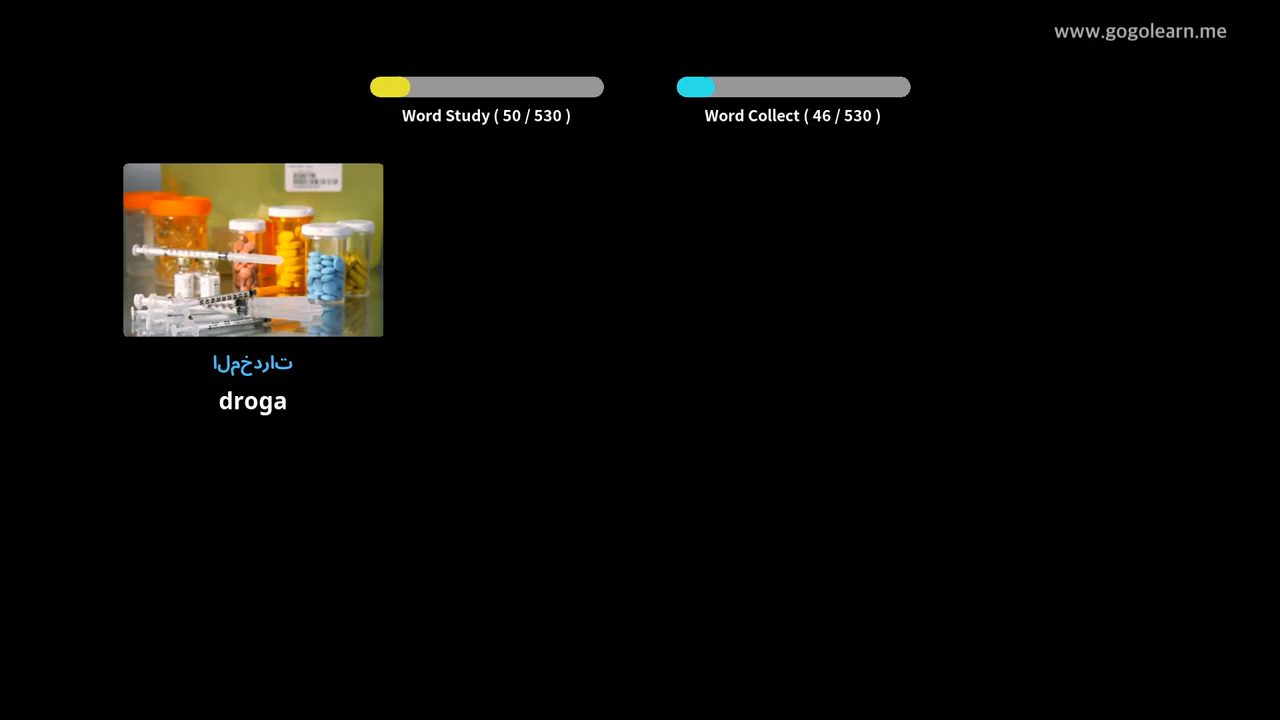 www.gogolearn.me
Word Study ( 50 / 530 )
Word Collect ( 46 / 530 )
المخدرات
droga